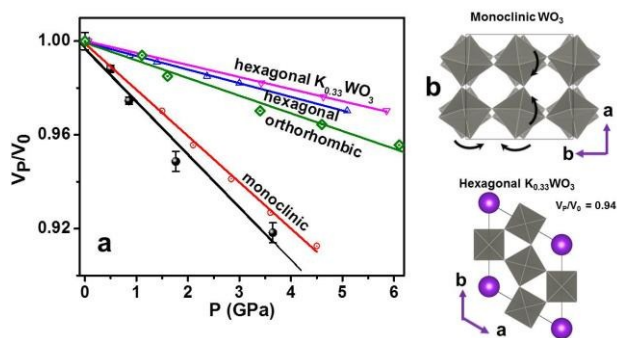 1.00
0.96
0.92
V_P/V_0
0 1 2 3 4 5 6
P (GPa)
a
hexagonal K_0.33WO_3
hexagonal
orthorhombic
monoclinic
Monoclinic WO_3
b
a
b
Hexagonal K_0.33WO_3
V_P/V_0 = 0.94
b
a